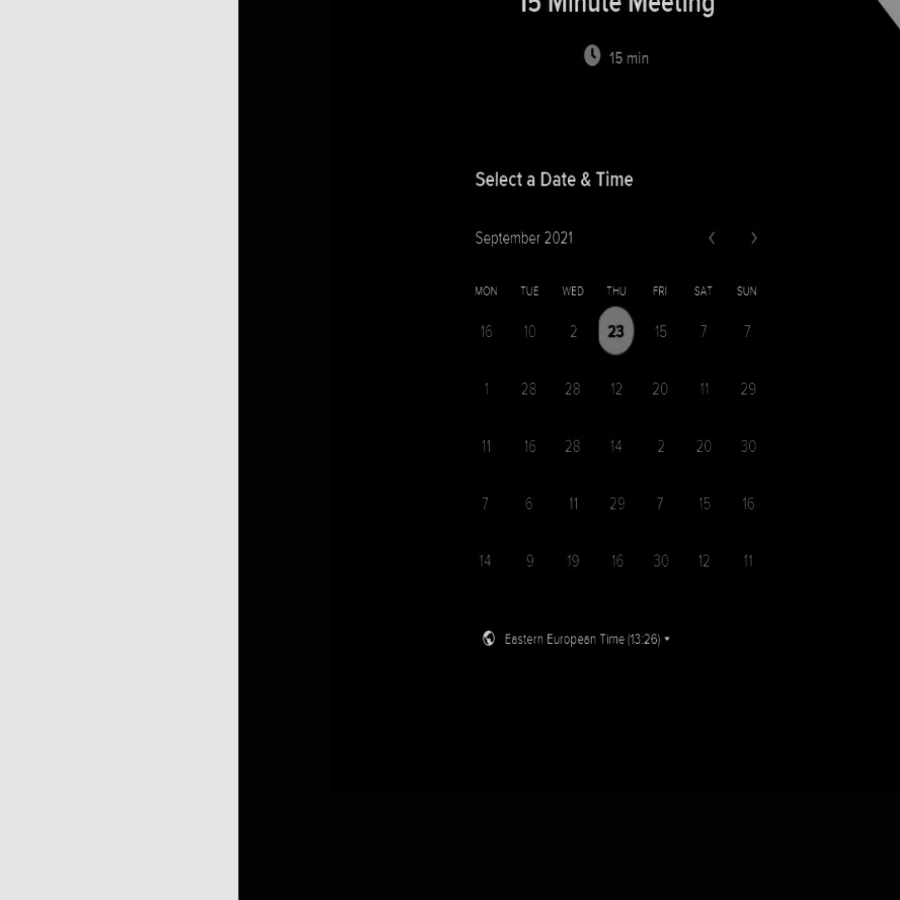 15 Minute Meeting
15 min
Select a Date & Time
September 2021
MON TUE WED THU FRI SAT SUN
16 10 2 23 15 7 7
1 28 28 12 20 11 29
11 16 28 14 2 20 30
7 6 11 29 7 15 16
14 9 19 16 30 12 11
Eastern European Time (13:26)